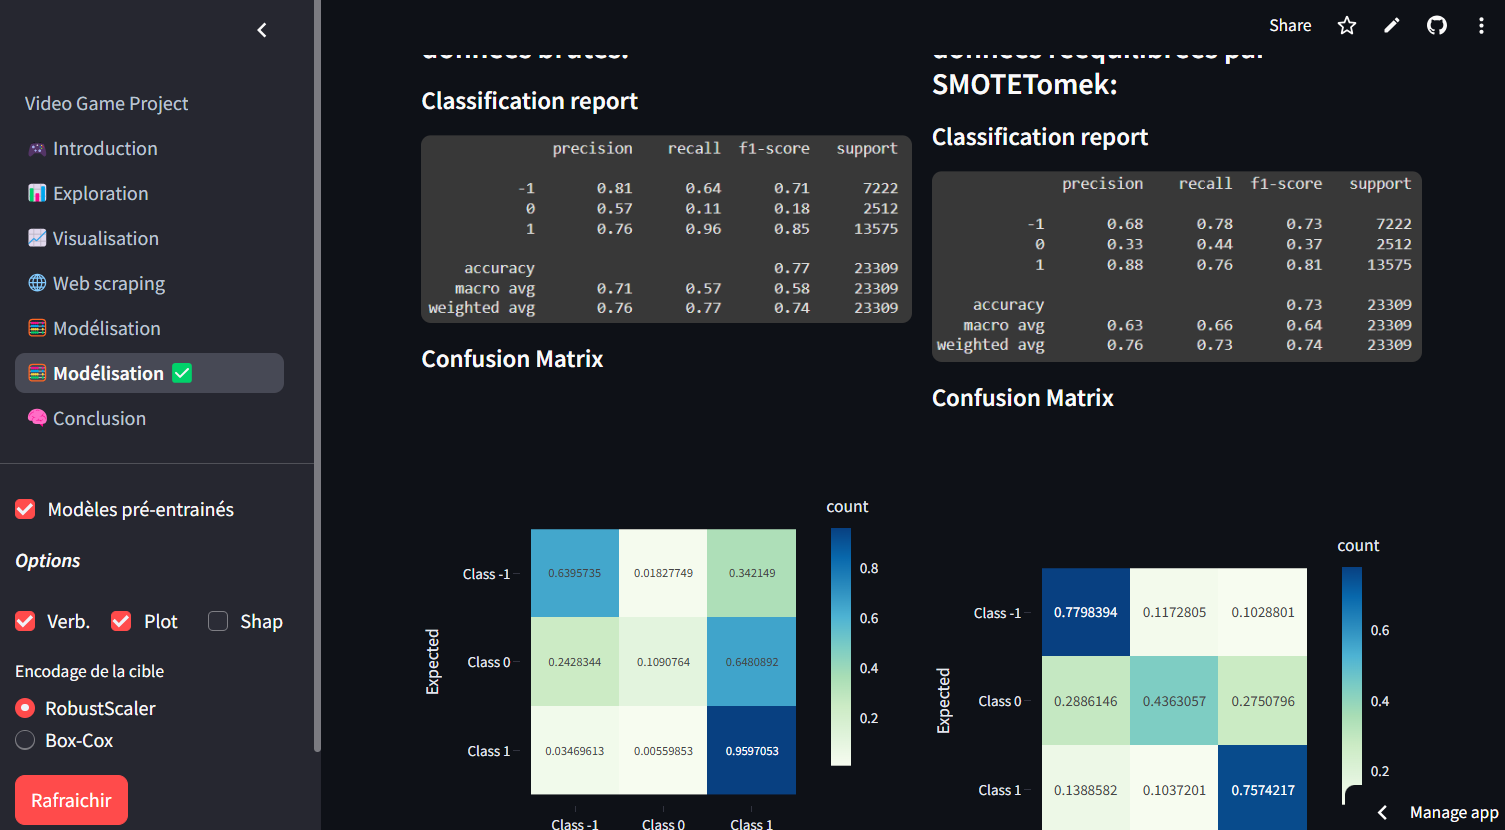 Share
Video Game Project
Introduction
Exploration
Visualisation
Web scraping
Modélisation
Modélisation
Conclusion
Modèles pré-entrainés
Options
Verb.
Plot
Shap
Encodage de la cible
RobustScaler
Box-Cox
Rafraichir
données brutes:
Classification report
precision recall f1-score support
-1 0.81 0.64 0.71 7222
0 0.57 0.11 0.18 2512
1 0.76 0.96 0.85 13575
accuracy 0.77 23309
macro avg 0.71 0.57 0.58 23309
weighted avg 0.76 0.77 0.74 23309
Confusion Matrix
count
0.8
0.6
0.4
0.2
Expected
Class -1 0.6395735 0.01827749 0.342149
Class 0 0.2428344 0.1090764 0.6480892
Class 1 0.03469613 0.00559853 0.9597053
Class -1 Class 0 Class 1
données rééquilibrées par
SMOTETomek:
Classification report
precision recall f1-score support
-1 0.68 0.78 0.73 7222
0 0.33 0.44 0.37 2512
1 0.88 0.76 0.81 13575
accuracy 0.73 23309
macro avg 0.63 0.66 0.64 23309
weighted avg 0.76 0.73 0.74 23309
Confusion Matrix
count
0.6
0.4
0.2
Expected
Class -1 0.7798394 0.1172805 0.1028801
Class 0 0.2886146 0.4363057 0.2750796
Class 1 0.1388582 0.1037201 0.7574217
Manage app